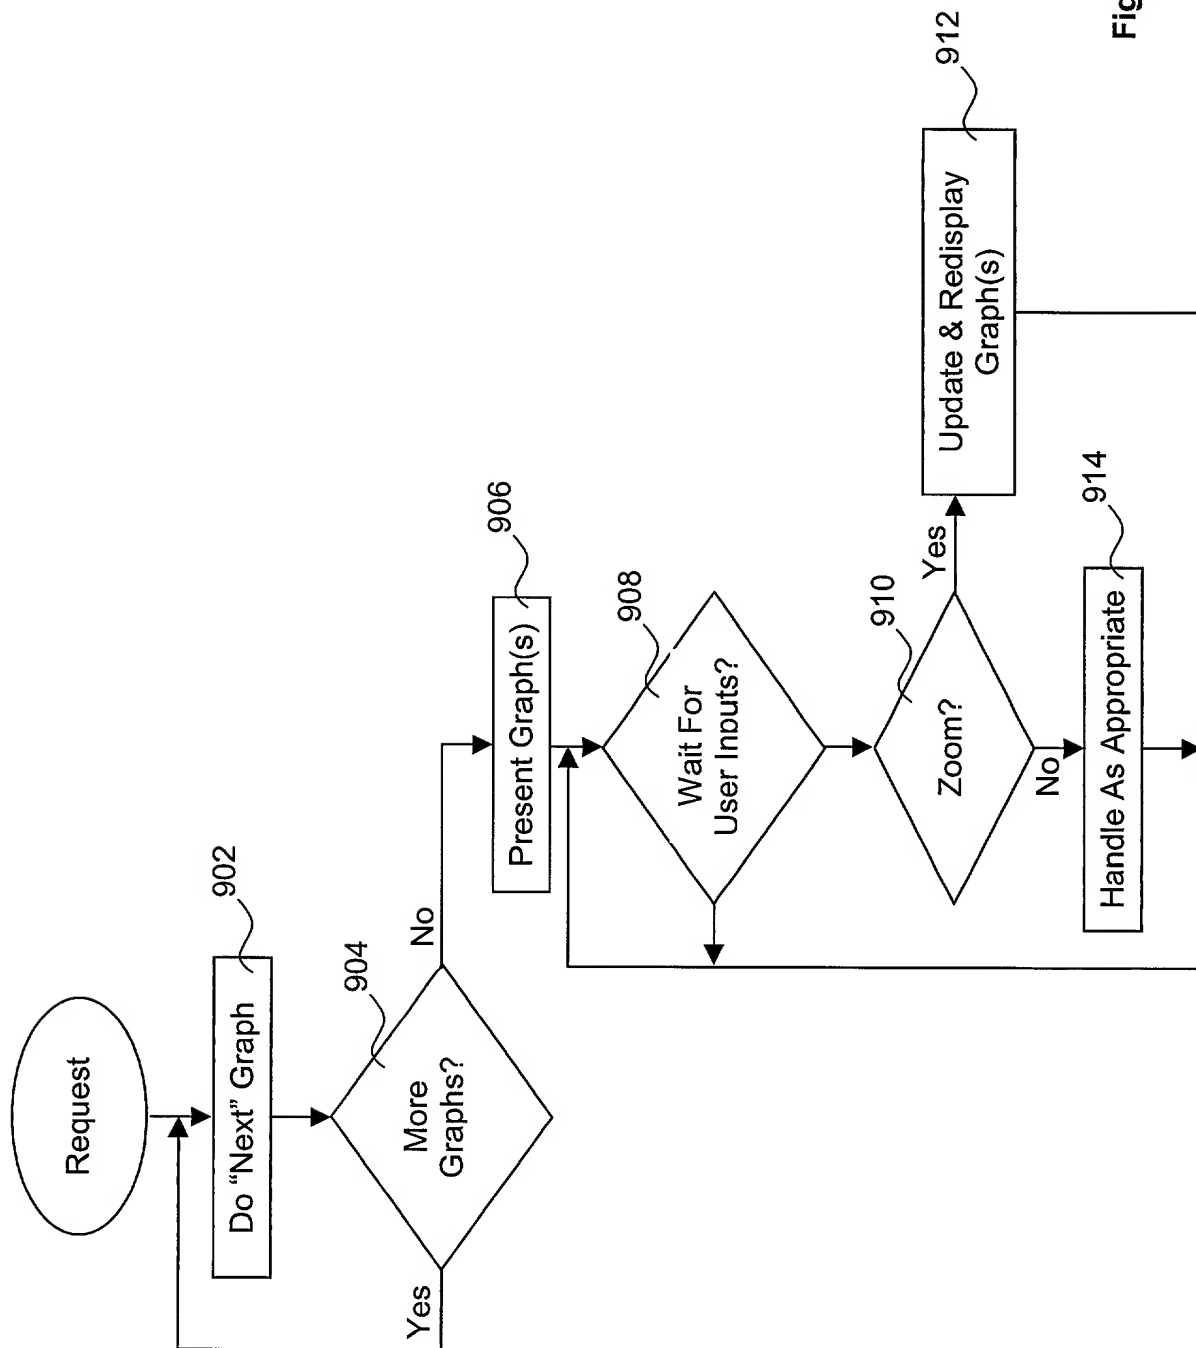 Request
902
Do “Next” Graph
904
More
Graphs?
Yes
No
906
Present Graph(s)
908
Wait For
User Inputs?
910
Zoom?
Yes
No
912
Update & Redisplay
Graph(s)
914
Handle As Appropriate
Fig